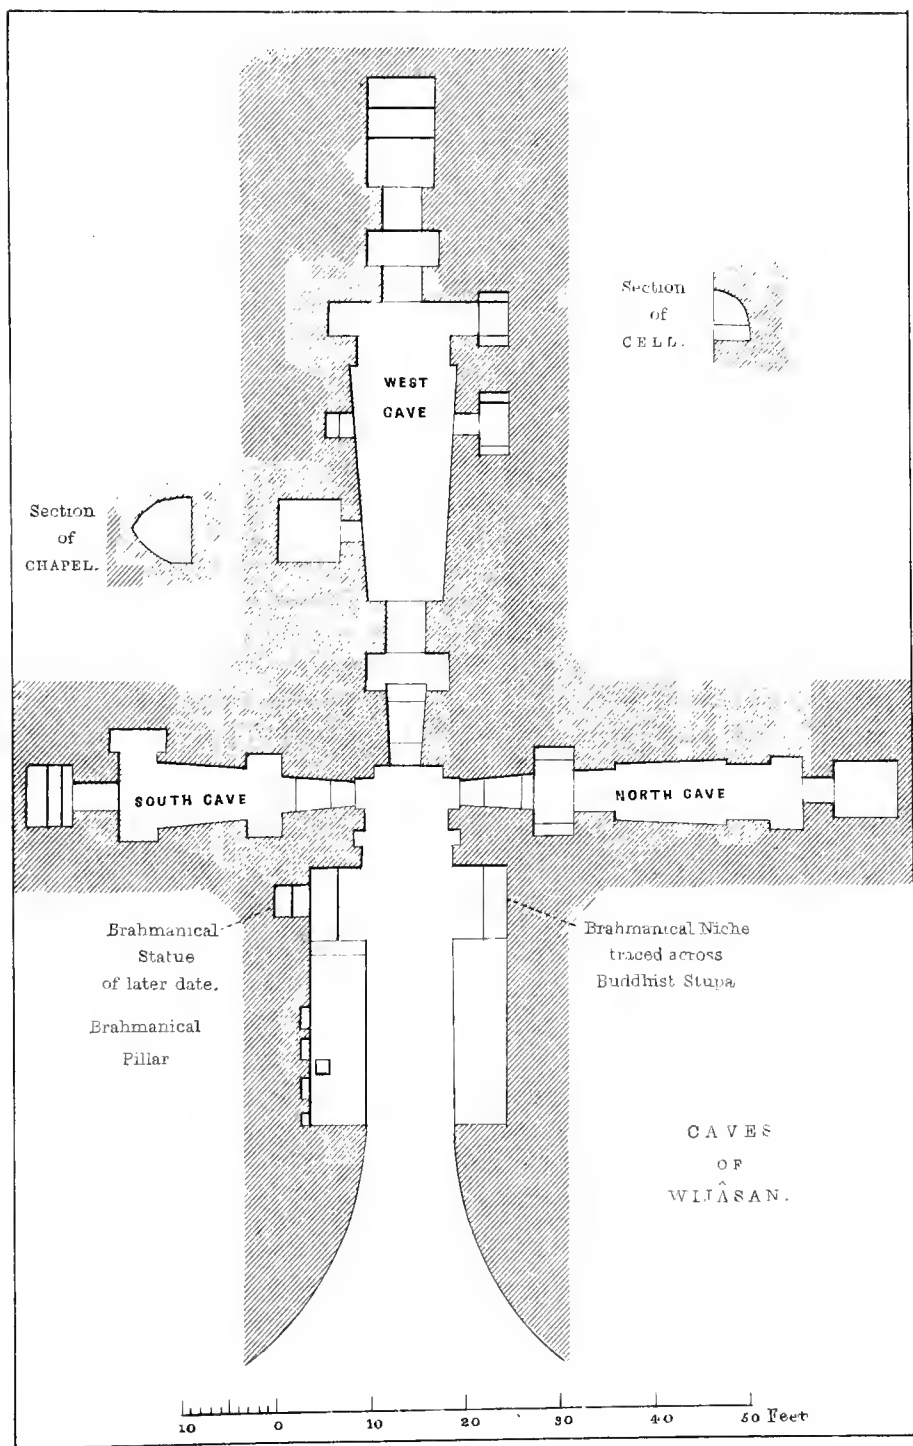 Section
of
CELL.
WEST
CAVE
Section
of
CHAPEL.
SOUTH CAVE
NORTH CAVE
Brahmanical
Statue
of later date.
Brahmanical Niche
traced across
Buddhist Stupa
Brahmanical
Pillar
CAVES
OF
WIJÂSAN.
10 0 10 20 30 40 50 Feet